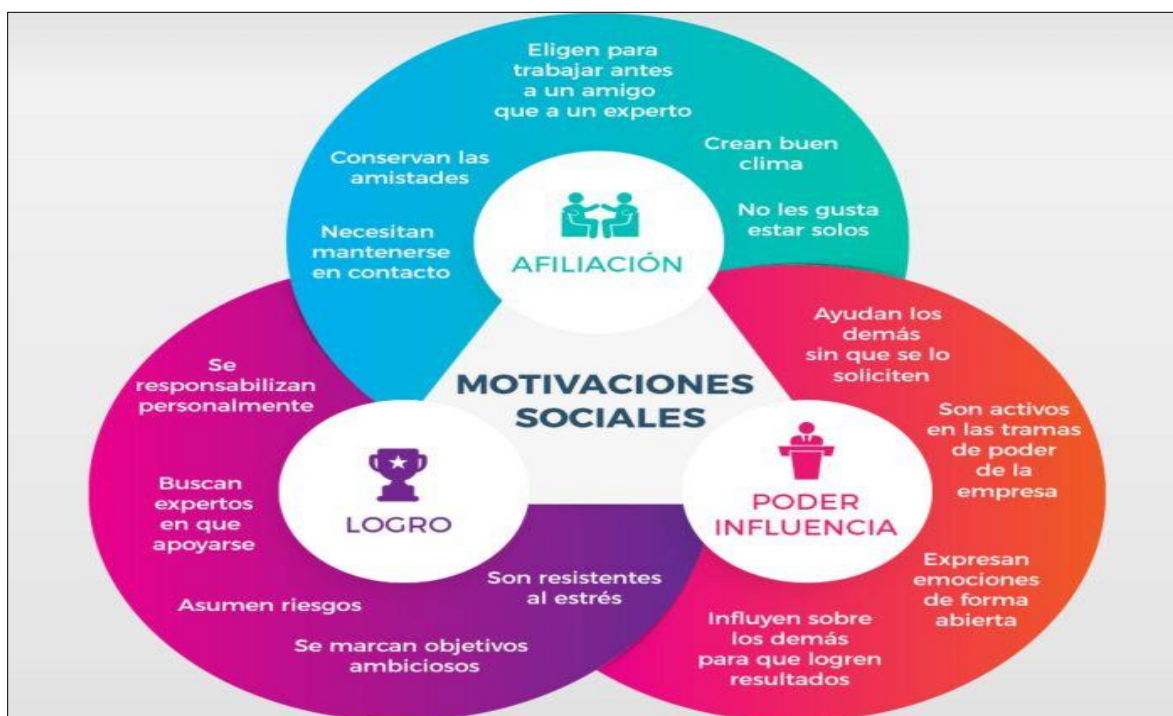 Eligen para
trabajar antes
a un amigo
que a un experto
Conservan las
amistades
Necesitan
mantenerse
en contacto
Crean buen
clima
No les gusta
estar solos
AFILIACIÓN
MOTIVACIONES
SOCIALES
Se
responsabilizan
personalmente
Buscan
expertos
en que
apoyarse
Asumen riesgos
Se marcan objetivos
ambiciosos
Son resistentes
al estrés
LOGRO
Ayudan los
demás
sin que se lo
soliciten
Son activos
en las tramas
de poder
de la
empresa
Expresan
emociones
de forma
abierta
Influyen sobre
los demás
para que logren
resultados
PODER
INFLUENCIA